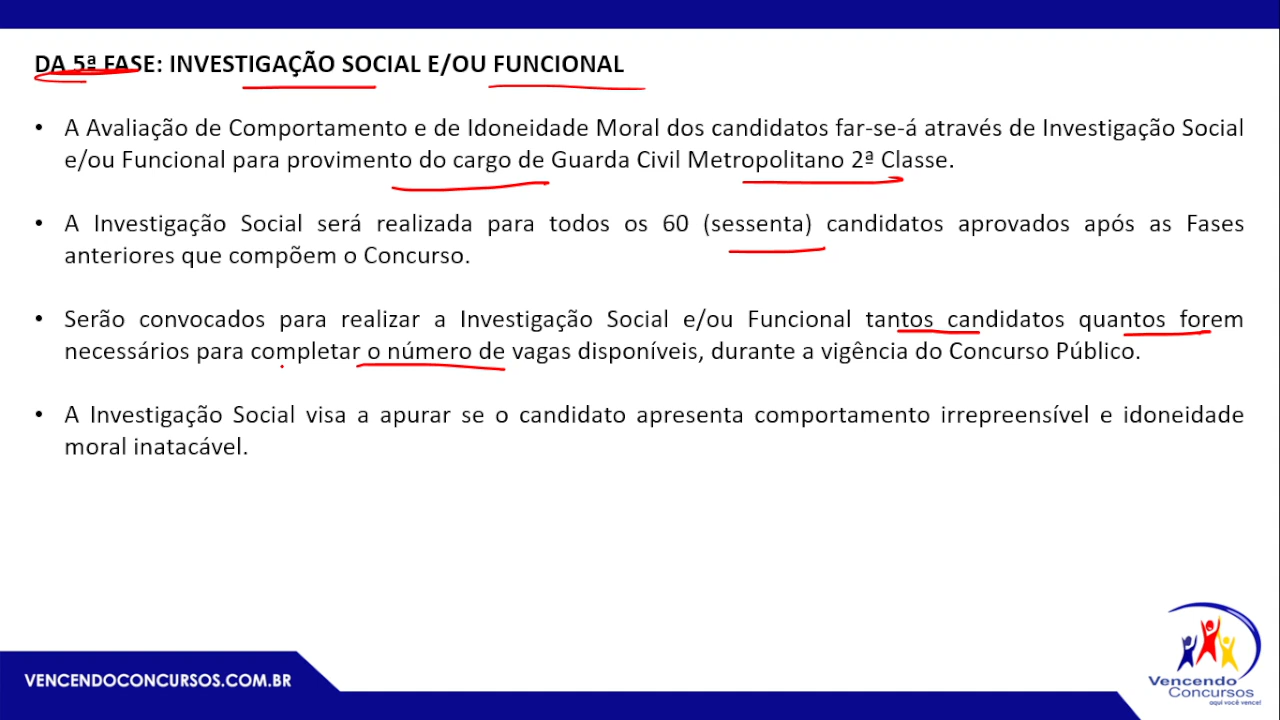 DA 5ª FASE: INVESTIGAÇÃO SOCIAL E/OU FUNCIONAL
• A Avaliação de Comportamento e de Idoneidade Moral dos candidatos far-se-á através de Investigação Social
e/ou Funcional para provimento do cargo de Guarda Civil Metropolitano 2ª Classe.
• A Investigação Social será realizada para todos os 60 (sessenta) candidatos aprovados após as Fases
anteriores que compõem o Concurso.
• Serão convocados para realizar a Investigação Social e/ou Funcional tantos candidatos quantos forem
necessários para completar o número de vagas disponíveis, durante a vigência do Concurso Público.
• A Investigação Social visa a apurar se o candidato apresenta comportamento irrepreensível e idoneidade
moral inatacável.
VENCENDOCONCURSOS.COM.BR
Vencendo
Concursos
aqui você vence!